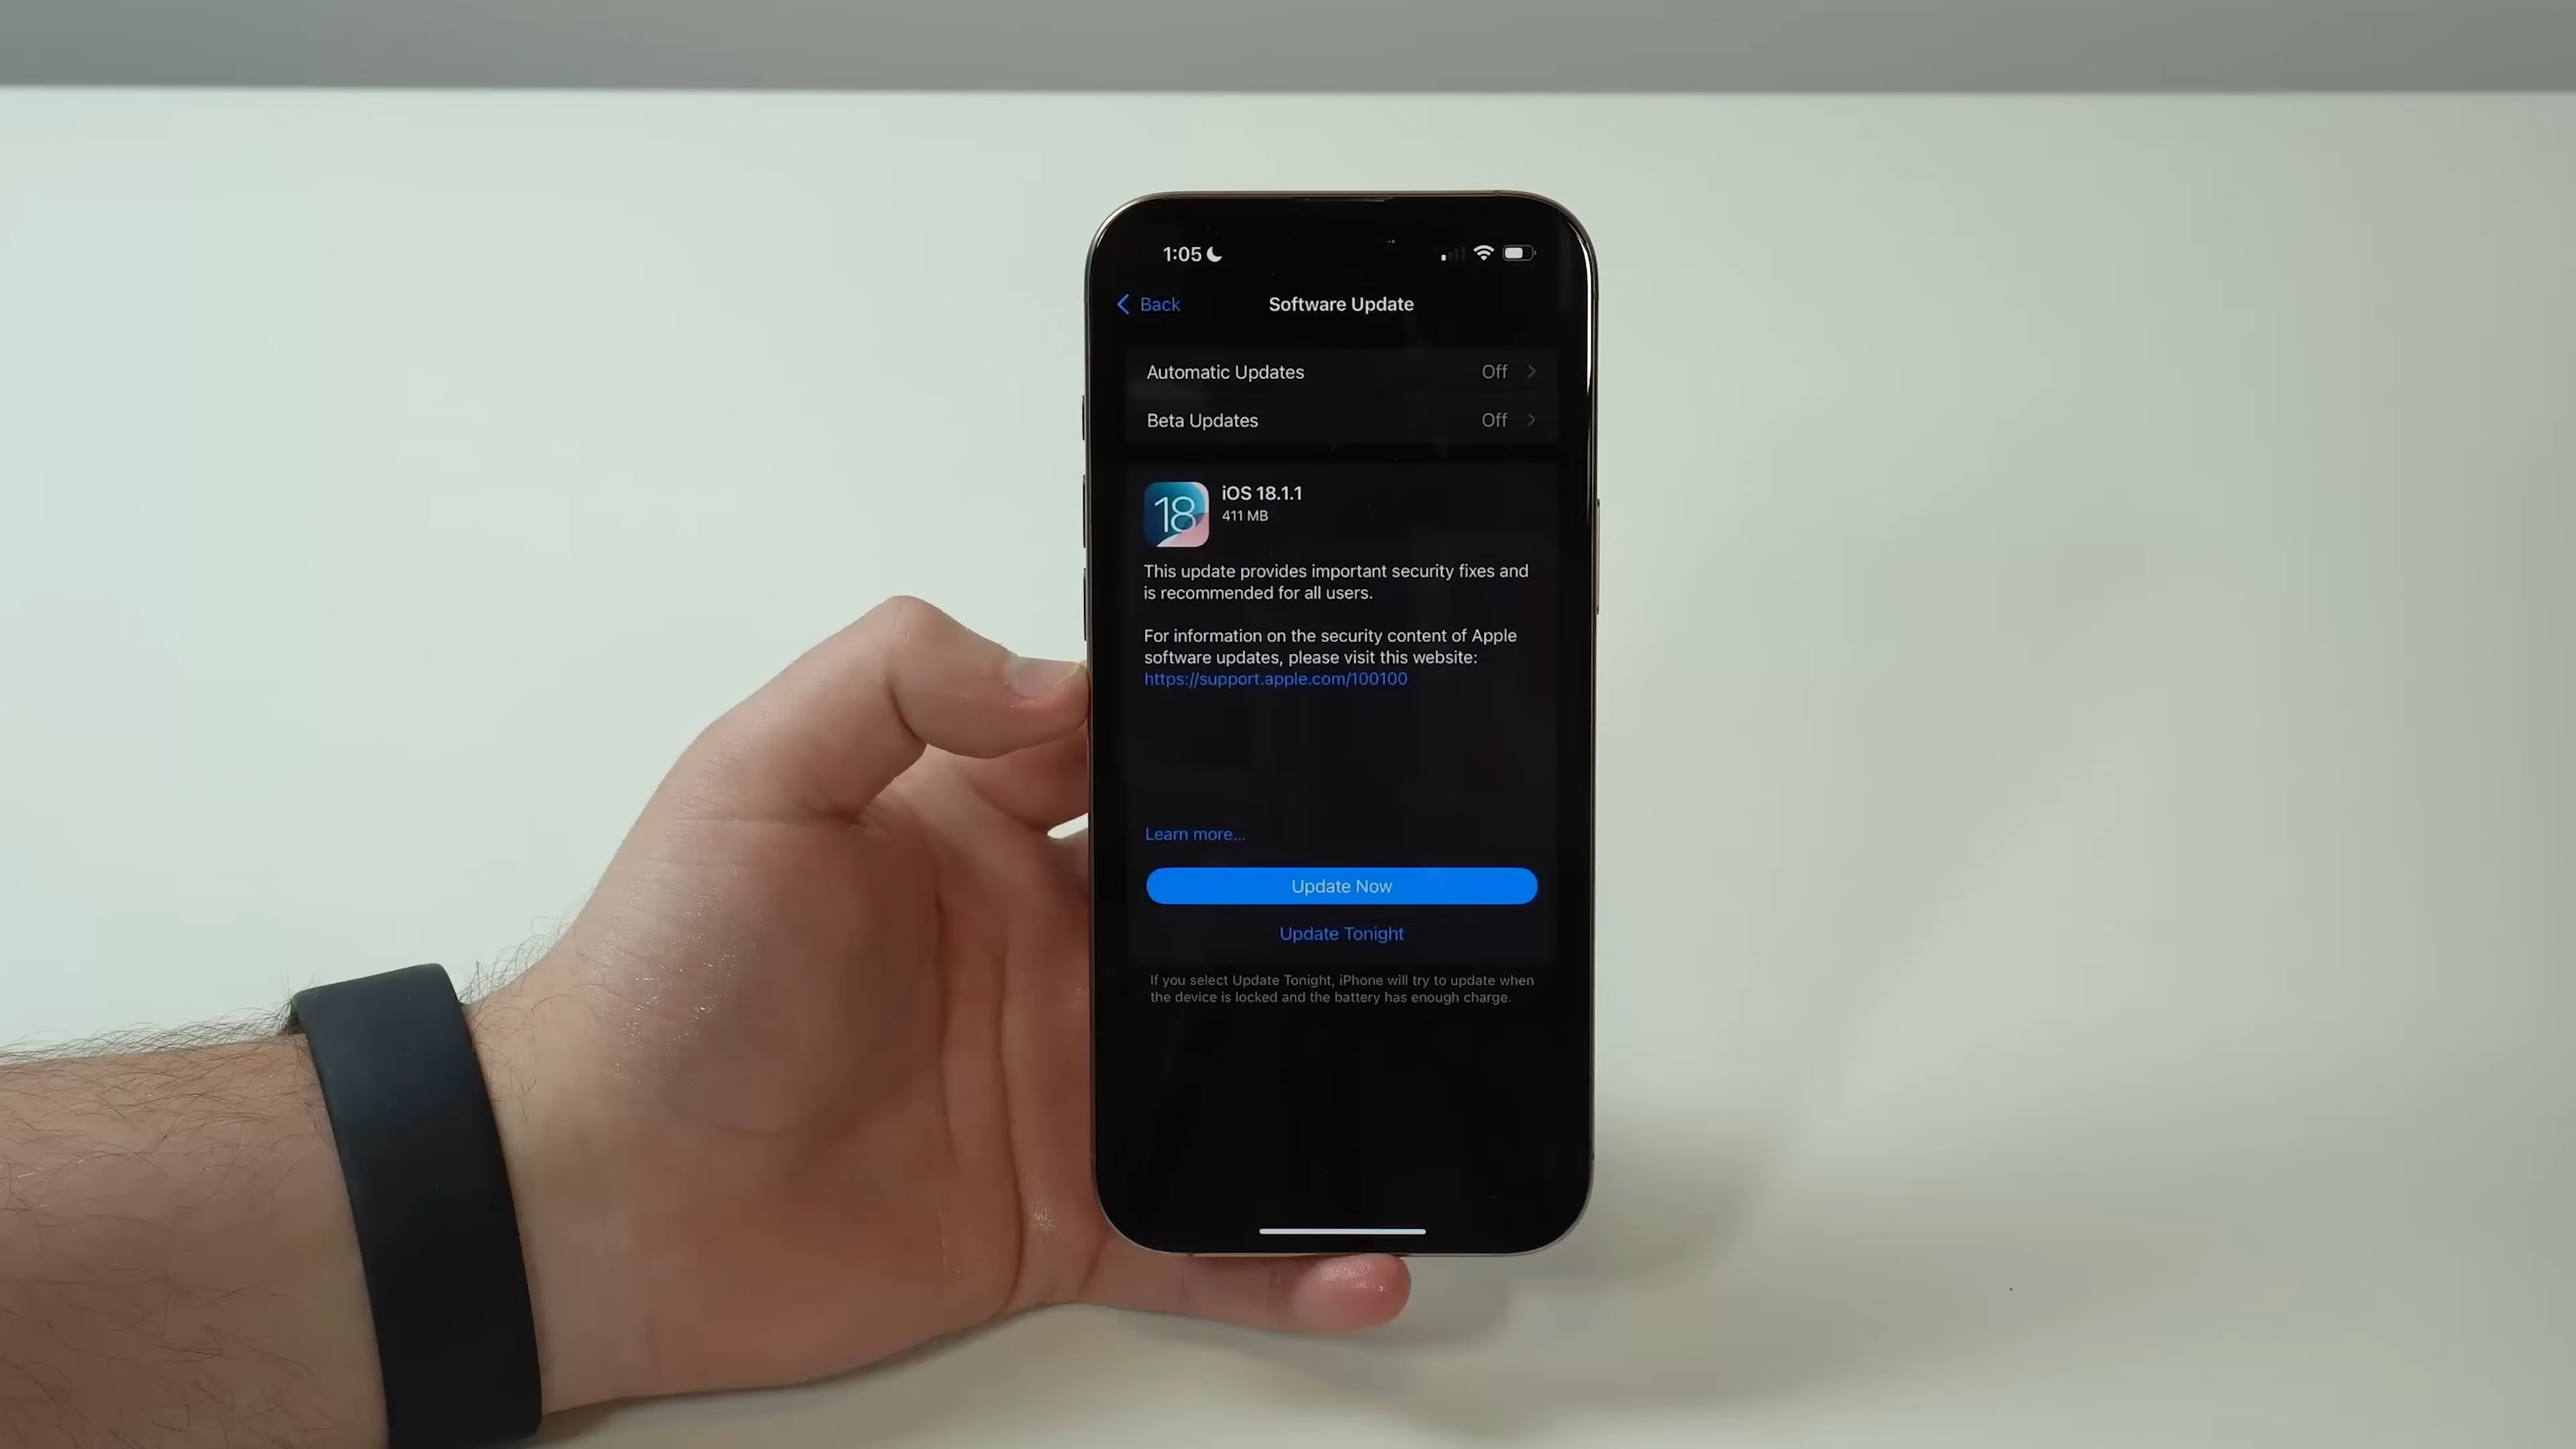 1:05
Back
Software Update
Automatic Updates Off
Beta Updates Off
18
iOS 18.1.1
411 MB
This update provides important security fixes and
is recommended for all users.
For information on the security content of Apple
software updates, please visit this website:
https://support.apple.com/100100
Learn more...
Update Now
Update Tonight
If you select Update Tonight, iPhone will try to update when
the device is locked and the battery has enough charge.